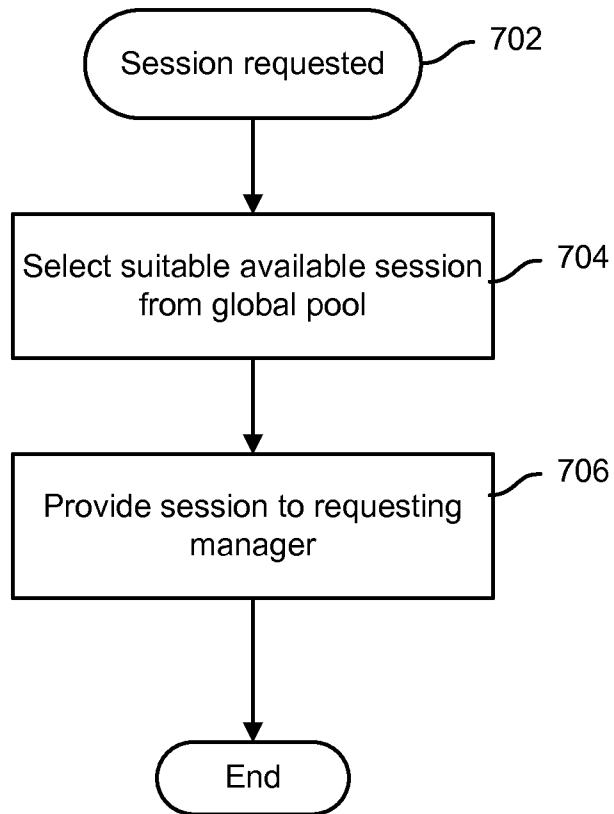 Session requested
702
Select suitable available session
from global pool
704
Provide session to requesting
manager
706
End